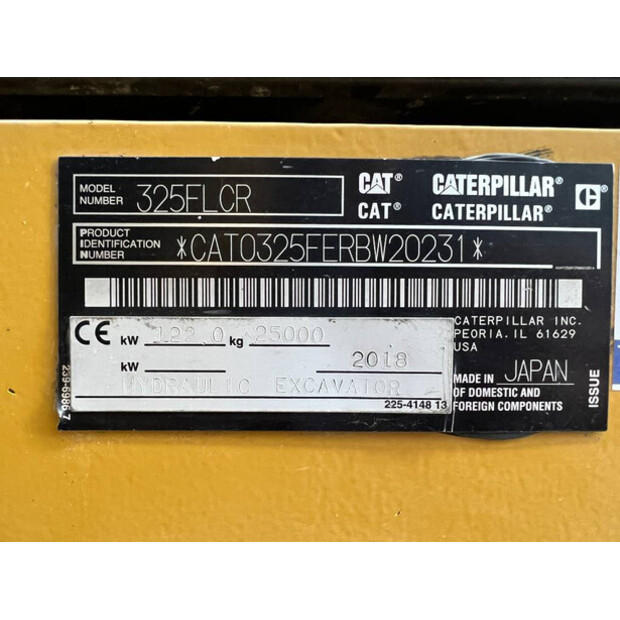 MODEL NUMBER 325FLCR
CAT® CATERPILLAR® C®
CAT® CATERPILLAR®
PRODUCT IDENTIFICATION NUMBER *CAT0325FERBW20231*
CATERPILLAR INC.
PEORIA. IL 61629
USA
CE kW 122.0 kg 25000
kW 2018
HYDRAULIC EXCAVATOR
225-4148 13
MADE IN JAPAN
OF DOMESTIC AND
FOREIGN COMPONENTS
239-6986 7
ISSUE